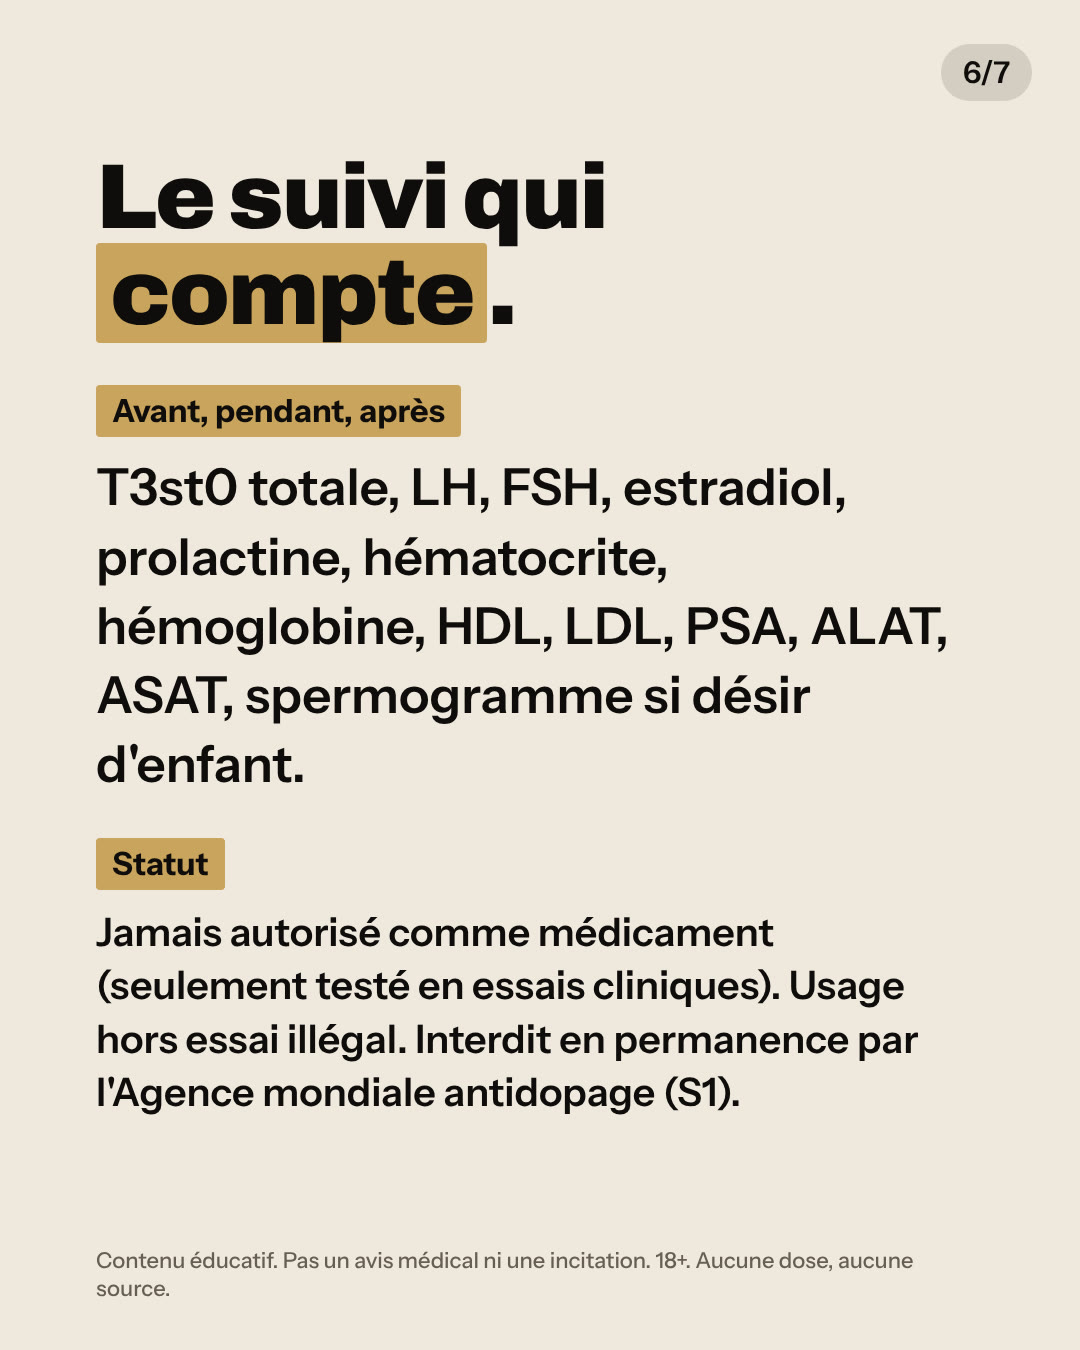 6/7
Le suivi qui
compte.
Avant, pendant, après
T3st0 totale, LH, FSH, estradiol,
prolactine, hématocrite,
hémoglobine, HDL, LDL, PSA, ALAT,
ASAT, spermogramme si désir
d'enfant.
Statut
Jamais autorisé comme médicament
(seulement testé en essais cliniques). Usage
hors essai illégal. Interdit en permanence par
l'Agence mondiale antidopage (S1).
Contenu éducatif. Pas un avis médical ni une incitation. 18+. Aucune dose, aucune
source.